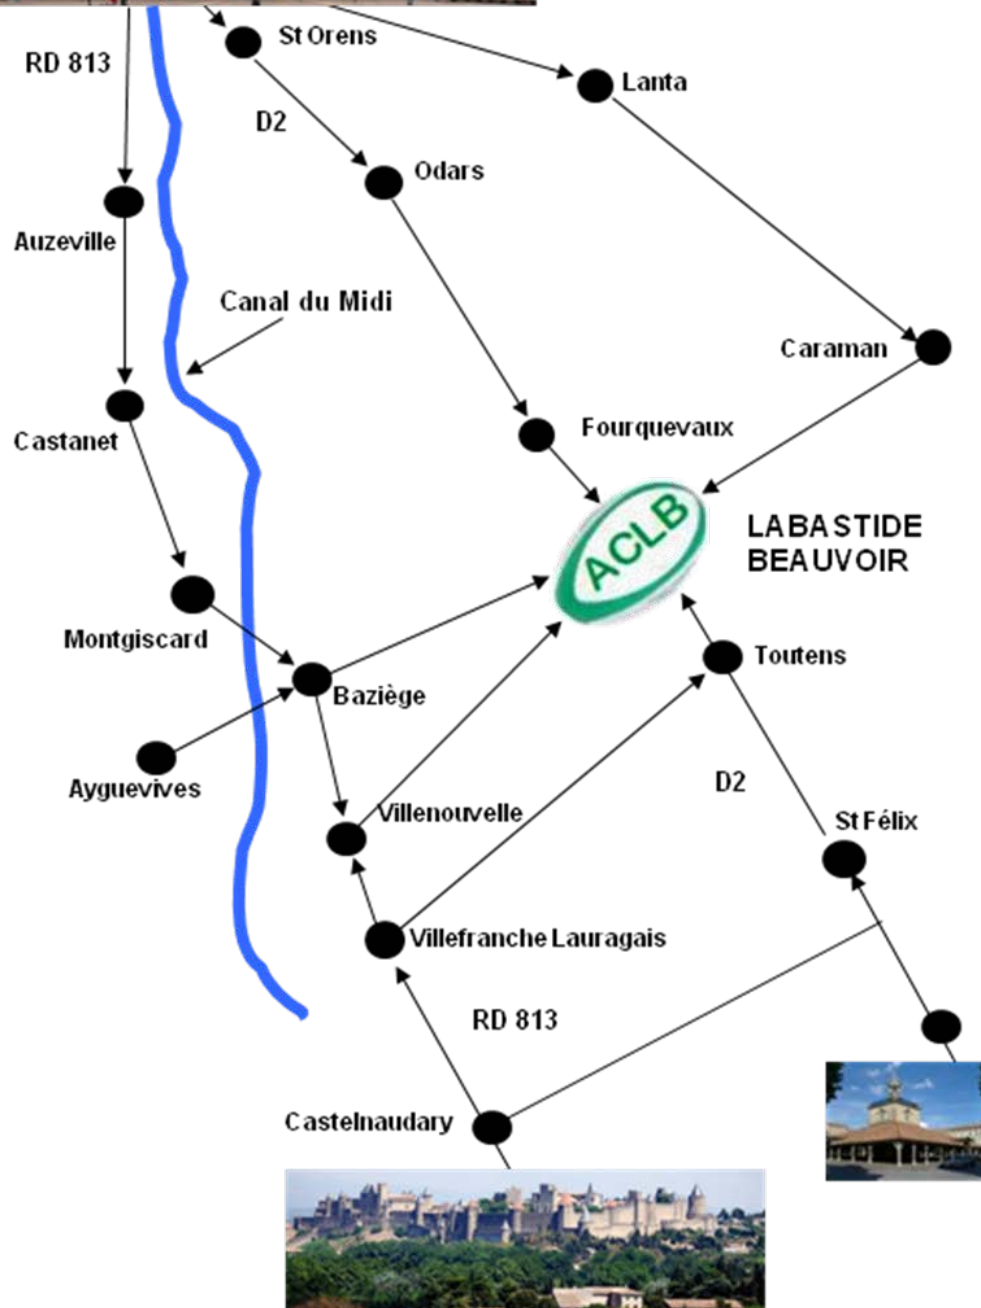 St Orens
RD 813
Lanta
D2
Odars
Auzeville
Canal du Midi
Caraman
Castanet
Fourquevaux
ACLB
LABASTIDE
BEAUVOIR
Montgiscard
Toutens
Baziège
D2
Ayguevives
Villenouvelle
St Félix
Villefranche Lauragais
RD 813
Castelnaudary